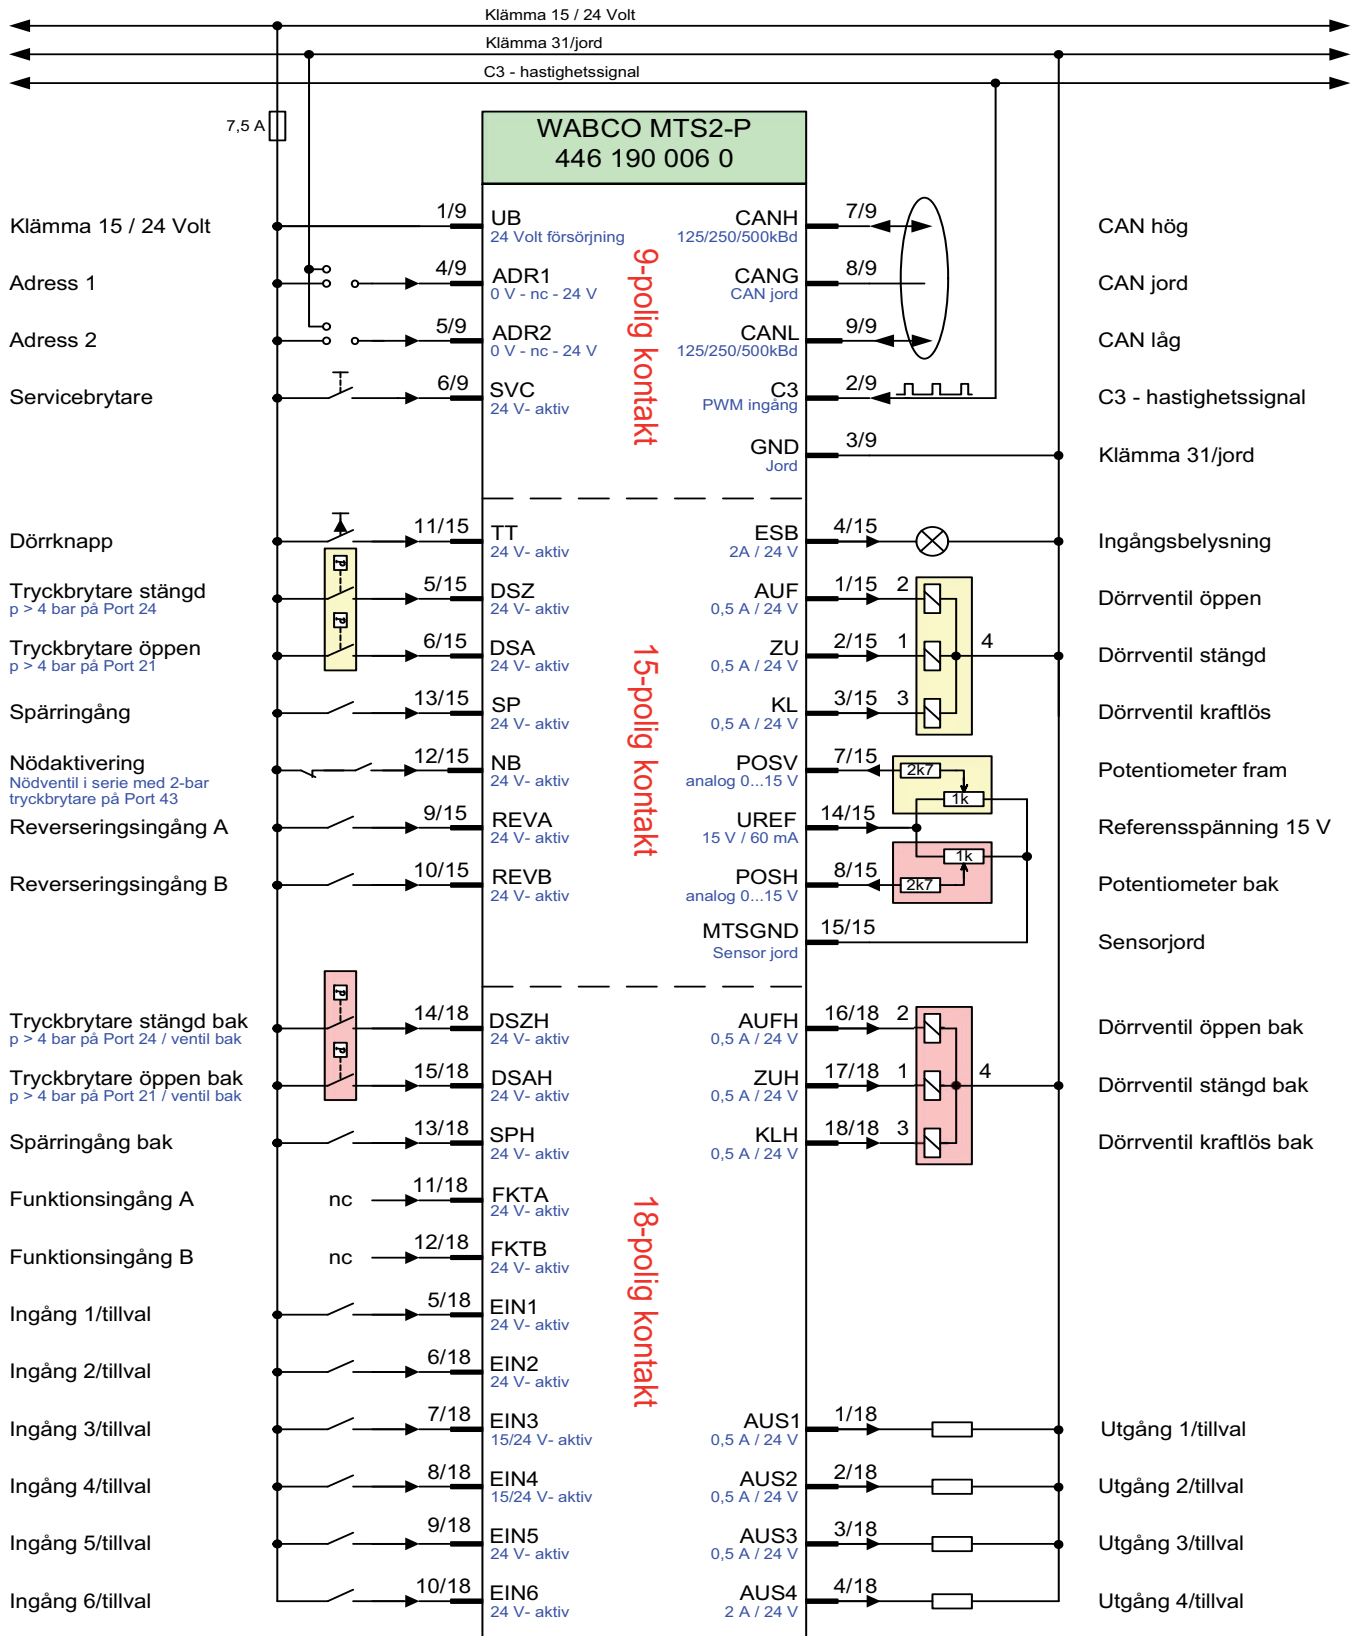 Klämma 15 / 24 Volt
Klämma 31/jord
C3 - hastighetssignal
7,5 A
WABCO MTS2-P
446 190 006 0
9-polig kontakt
Klämma 15 / 24 Volt
1/9
UB
24 Volt försörjning
CANH
125/250/500kBd
7/9
CAN hög
Adress 1
4/9
ADR1
0 V - nc - 24 V
CANG
CAN jord
8/9
CAN jord
Adress 2
5/9
ADR2
0 V - nc - 24 V
CANL
125/250/500kBd
9/9
CAN låg
Servicebrytare
6/9
SVC
24 V- aktiv
C3
PWM ingång
2/9
C3 - hastighetssignal
GND
Jord
3/9
Klämma 31/jord
15-polig kontakt
Dörrknapp
11/15
TT
24 V- aktiv
ESB
2A / 24 V
4/15
Ingångsbelysning
Tryckbrytare stängd
p > 4 bar på Port 24
P
5/15
DSZ
24 V- aktiv
AUF
0,5 A / 24 V
1/15
2
Dörrventil öppen
Tryckbrytare öppen
p > 4 bar på Port 21
P
6/15
DSA
24 V- aktiv
ZU
0,5 A / 24 V
2/15
1
4
Dörrventil stängd
Spärringång
13/15
SP
24 V- aktiv
KL
0,5 A / 24 V
3/15
3
Dörrventil kraftlös
Nödaktivering
Nödventil i serie med 2-bar
tryckbrytare på Port 43
12/15
NB
24 V- aktiv
POSV
analog 0...15 V
7/15
2k7
1k
Potentiometer fram
Reverseringsingång A
9/15
REVA
24 V- aktiv
UREF
15 V / 60 mA
14/15
Referensspänning 15 V
Reverseringsingång B
10/15
REVB
24 V- aktiv
POSH
analog 0...15 V
8/15
1k
2k7
Potentiometer bak
MTSGND
Sensor jord
15/15
Sensorjord
18-polig kontakt
Tryckbrytare stängd bak
p > 4 bar på Port 24 / ventil bak
P
14/18
DSZH
24 V- aktiv
AUFH
0,5 A / 24 V
16/18
2
Dörrventil öppen bak
Tryckbrytare öppen bak
p > 4 bar på Port 21 / ventil bak
P
15/18
DSAH
24 V- aktiv
ZUH
0,5 A / 24 V
17/18
1
4
Dörrventil stängd bak
Spärringång bak
13/18
SPH
24 V- aktiv
KLH
0,5 A / 24 V
18/18
3
Dörrventil kraftlös bak
Funktionsingång A
nc
11/18
FKTA
24 V- aktiv
Funktionsingång B
nc
12/18
FKTB
24 V- aktiv
Ingång 1/tillval
5/18
EIN1
24 V- aktiv
Ingång 2/tillval
6/18
EIN2
24 V- aktiv
Ingång 3/tillval
7/18
EIN3
15/24 V- aktiv
AUS1
0,5 A / 24 V
1/18
Utgång 1/tillval
Ingång 4/tillval
8/18
EIN4
15/24 V- aktiv
AUS2
0,5 A / 24 V
2/18
Utgång 2/tillval
Ingång 5/tillval
9/18
EIN5
24 V- aktiv
AUS3
0,5 A / 24 V
3/18
Utgång 3/tillval
Ingång 6/tillval
10/18
EIN6
24 V- aktiv
AUS4
2 A / 24 V
4/18
Utgång 4/tillval